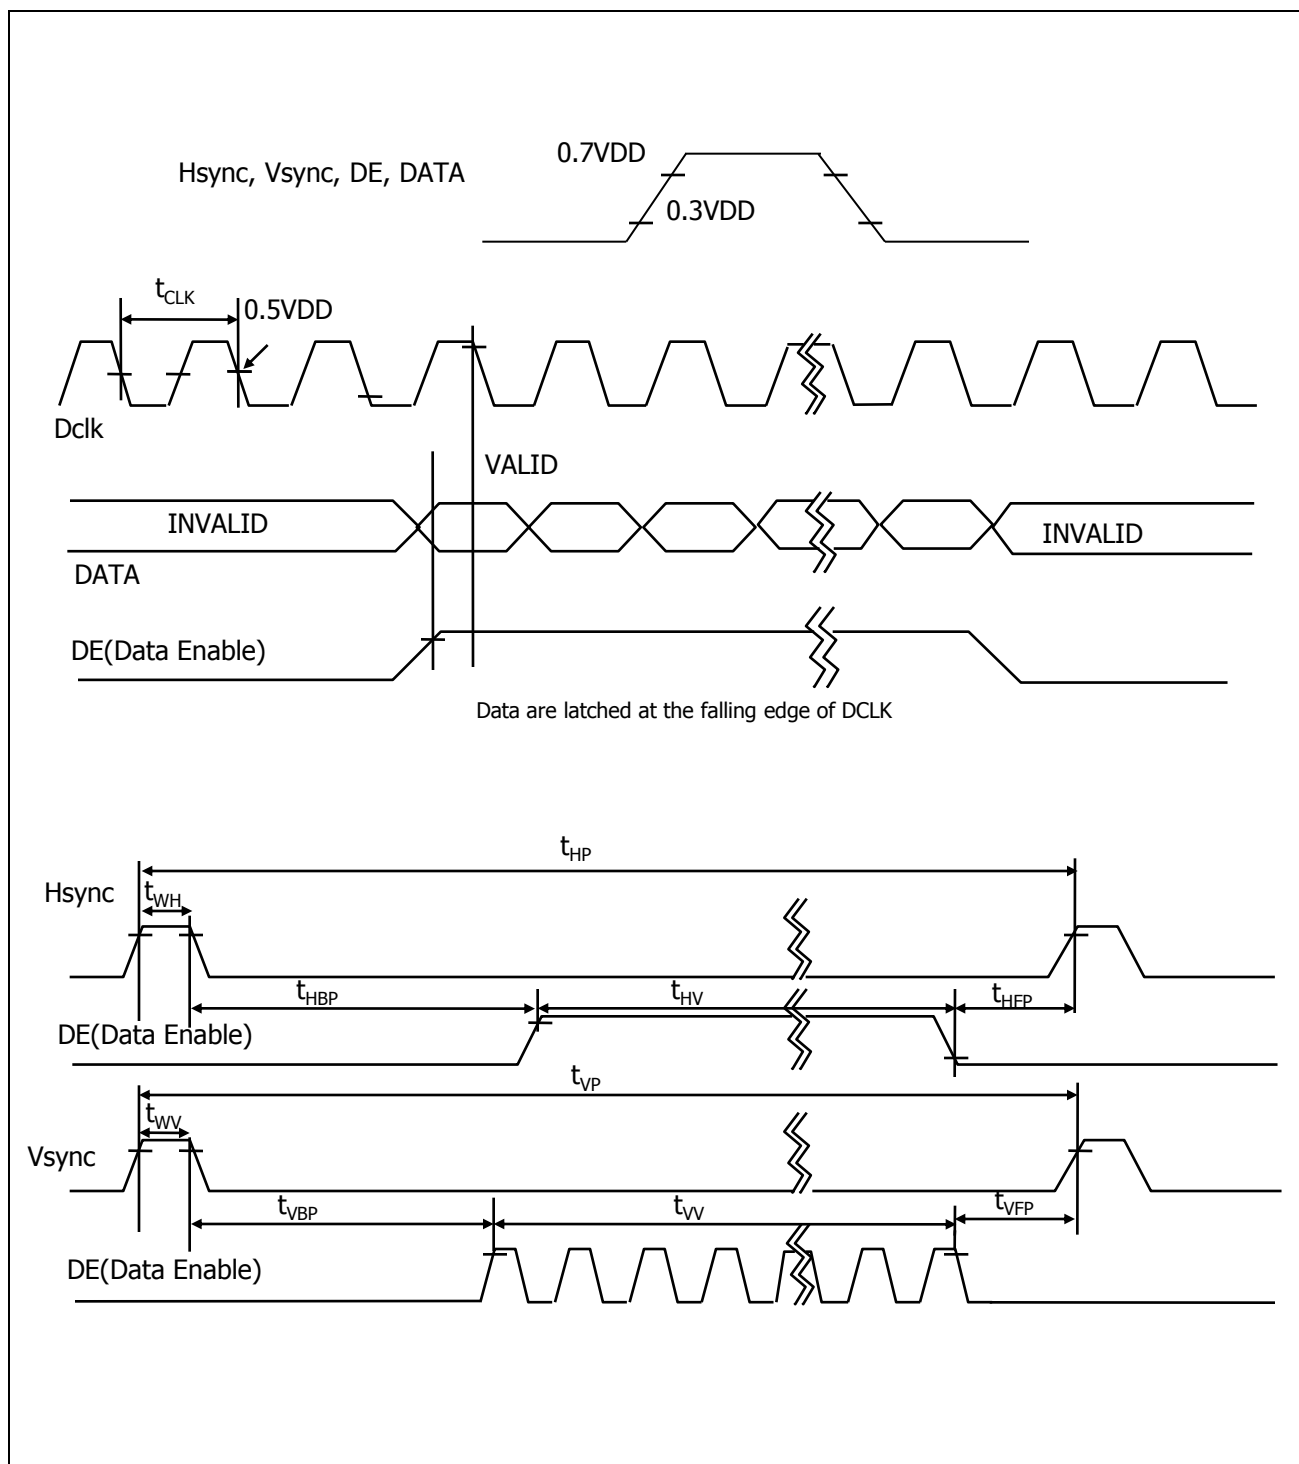 0.7VDD
Hsync, Vsync, DE, DATA
0.3VDD
tCLK
0.5VDD
Dclk
VALID
INVALID
INVALID
DATA
DE(Data Enable)
Data are latched at the falling edge of DCLK
tHP
Hsync
tWH
tHBP
tHV
tHFP
DE(Data Enable)
tVP
tWV
Vsync
tVBP
tVV
tVFP
DE(Data Enable)